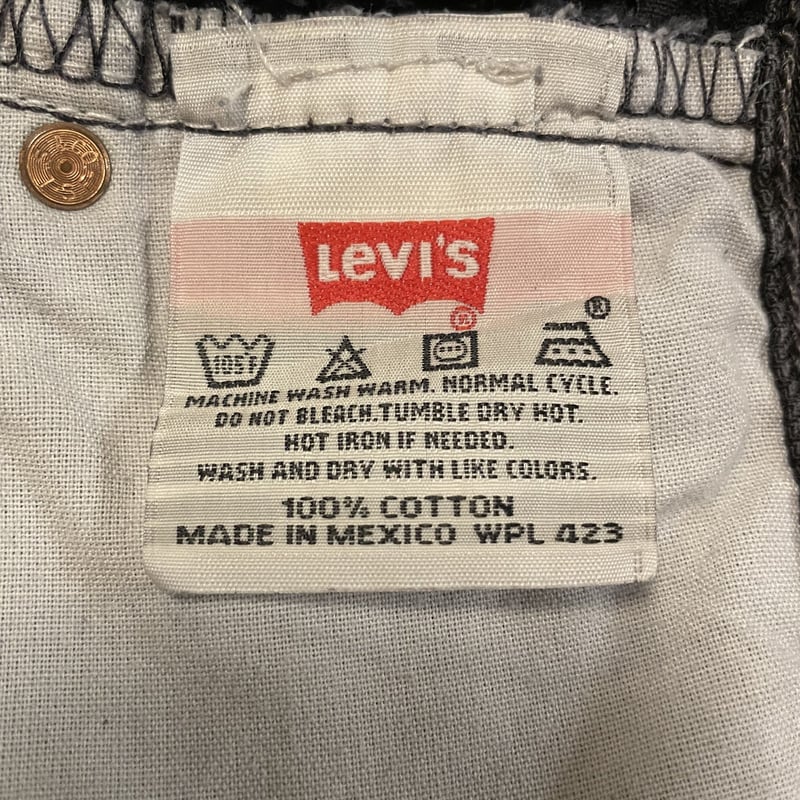 Levi's
®
®
105F
MACHINE WASH WARM. NORMAL CYCLE.
DO NOT BLEACH.TUMBLE DRY HOT.
HOT IRON IF NEEDED.
WASH AND DRY WITH LIKE COLORS.
100% COTTON
MADE IN MEXICO WPL 423